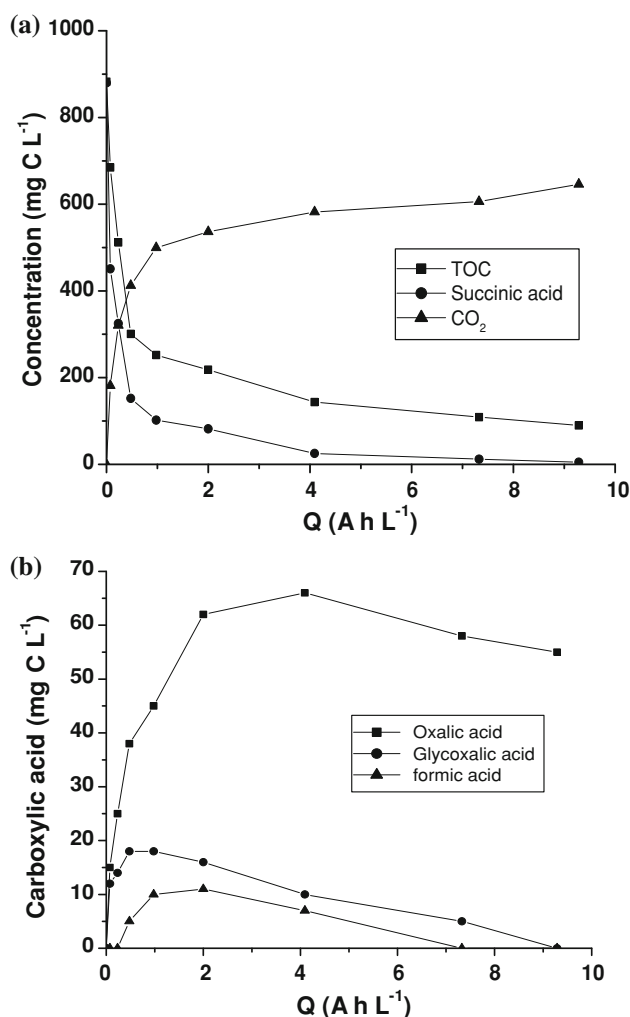 (a)
1000
800
600
400
200
0
Concentration (mg C L-1)
TOC
Succinic acid
CO2
0 2 4 6 8 10
Q (A h L-1)
(b)
70
60
50
40
30
20
10
0
Carboxylic acid (mg C L-1)
Oxalic acid
Glycoxalic acid
formic acid
0 2 4 6 8 10
Q (A h L-1)